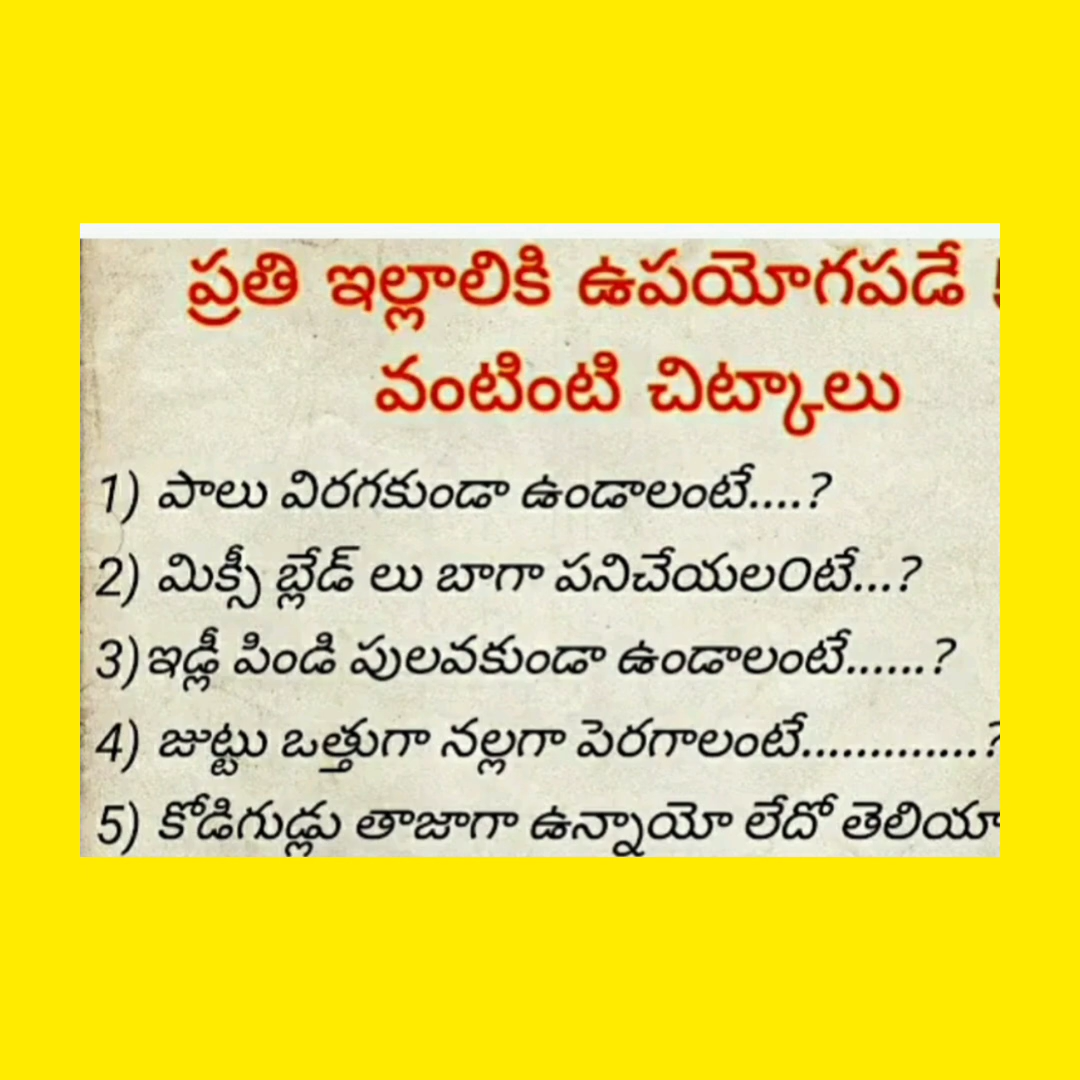 ప్రతి ఇల్లాలికి ఉపయోగపడే
వంటింటి చిట్కాలు
1) పాలు విరగకుండా ఉండాలంటే....?
2) మిక్సీ బ్లేడ్ లు బాగా పనిచేయలంటే...?
3)ఇడ్లీ పిండి పులవకుండా ఉండాలంటే......?
4) జుట్టు ఒత్తుగా నల్లగా పెరగాలంటే.............?
5) కోడిగుడ్లు తాజాగా ఉన్నాయో లేదో తెలియా